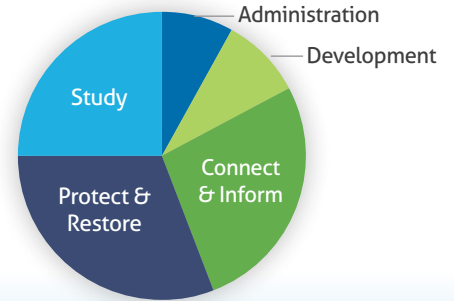 Administration
Development
Study
Connect
& Inform
Protect &
Restore